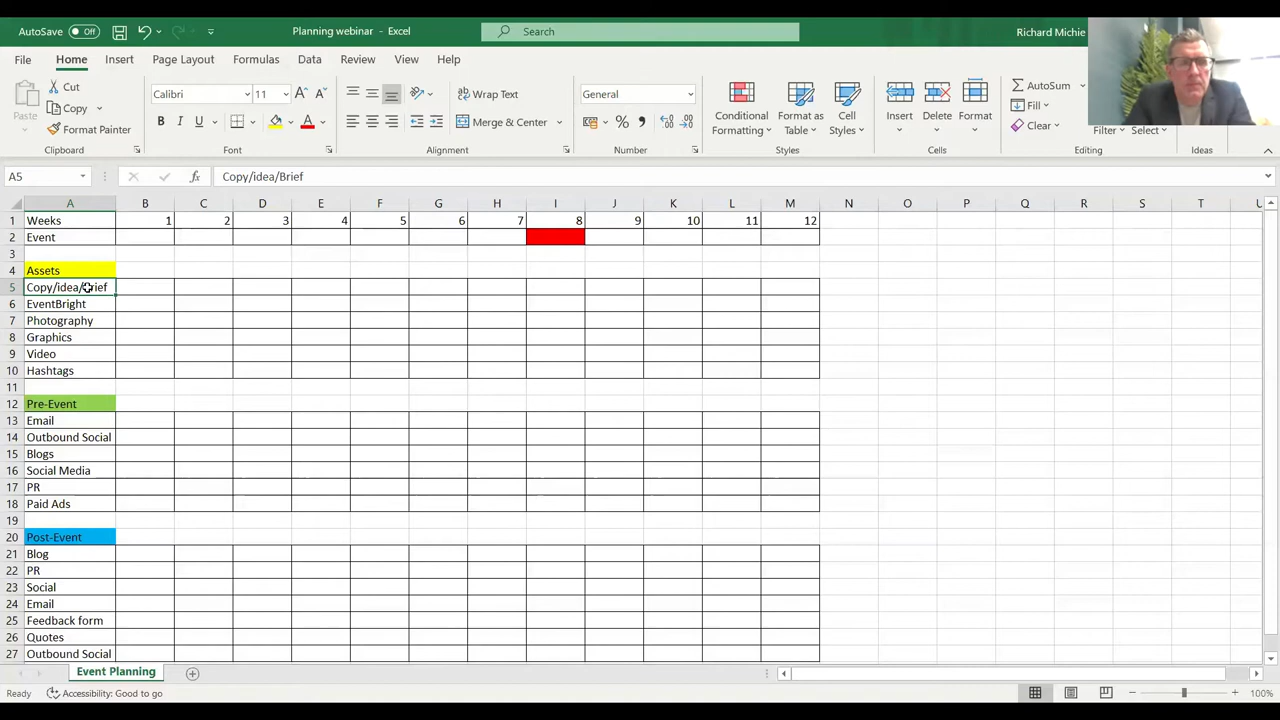 AutoSave Off Planning webinar - Excel Search Richard Michie
File Home Insert Page Layout Formulas Data Review View Help
Paste Cut Copy Format Painter Clipboard
Calibri 11 A A B I U A Font
Wrap Text Merge & Center Alignment
General % Number
Conditional Formatting Format as Table Cell Styles Styles
Insert Delete Format Cells
AutoSum Fill Clear Filter Select Editing Ideas
A5 fx Copy/idea/Brief
A B C D E F G H I J K L M N O P Q R S T U
1 Weeks 1 2 3 4 5 6 7 8 9 10 11 12
2 Event
3
4 Assets
5 Copy/idea/Brief
6 EventBright
7 Photography
8 Graphics
9 Video
10 Hashtags
11
12 Pre-Event
13 Email
14 Outbound Social
15 Blogs
16 Social Media
17 PR
18 Paid Ads
19
20 Post-Event
21 Blog
22 PR
23 Social
24 Email
25 Feedback form
26 Quotes
27 Outbound Social
Event Planning
Ready Accessibility: Good to go 100%